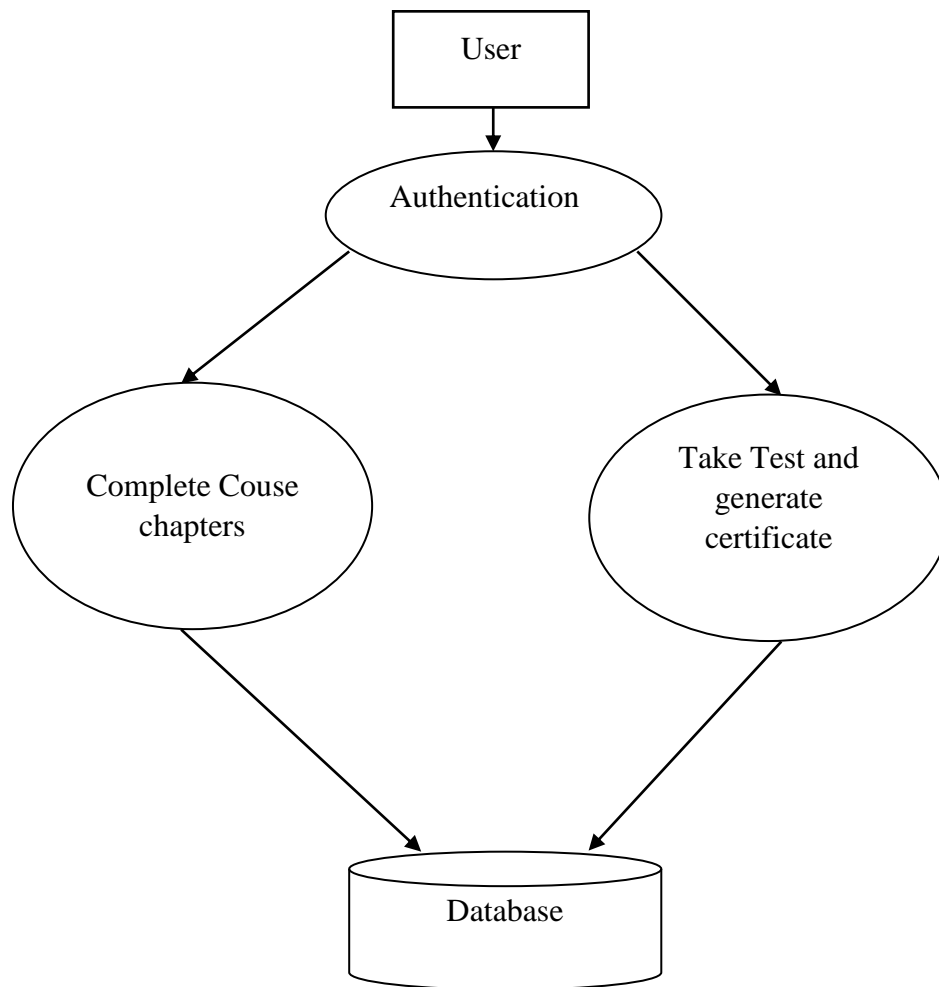 User
Authentication
Complete Couse
chapters
Take Test and
generate
certificate
Database